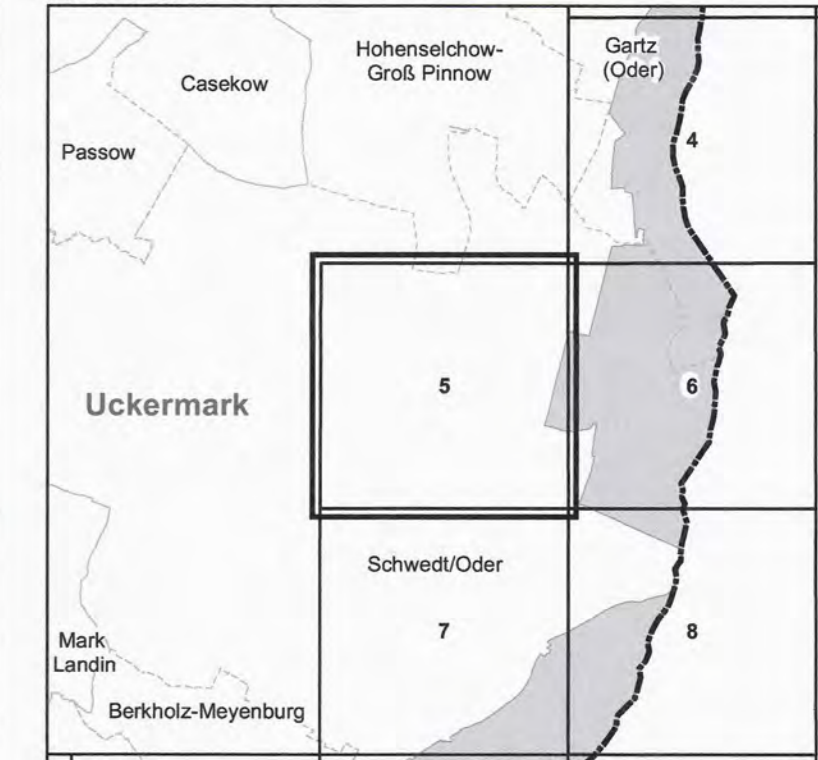 Hohenselchow-
Groß Pinnow
Gartz
(Oder)
Casekow
4
Passow
5
6
Uckermark
Schwedt/Oder
7
8
Mark
Landin
Berkholz-Meyenburg